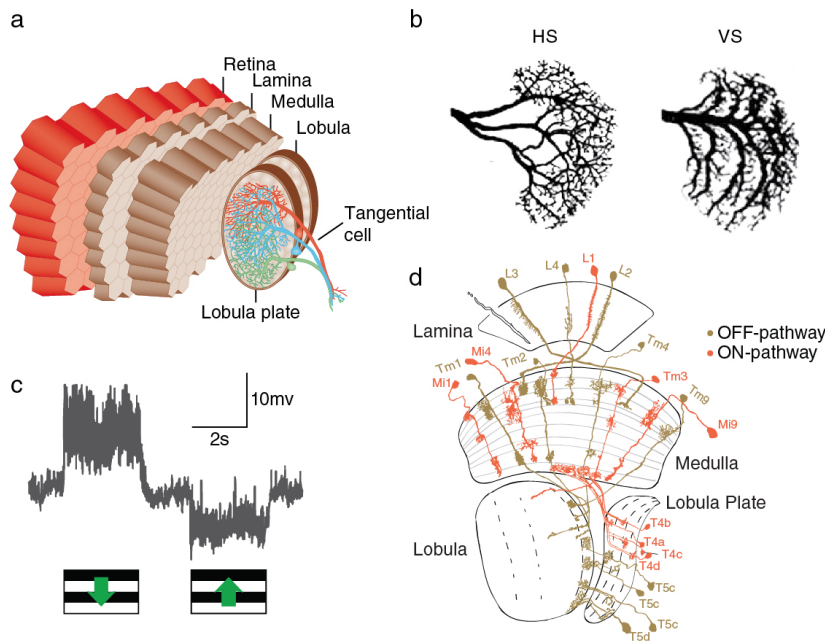 a
Retina
Lamina
Medulla
Lobula
Tangential
cell
Lobula plate
b
HS
VS
c
10mv
2s
d
L3
L4
L1
L2
Lamina
OFF-pathway
ON-pathway
Mi4
Tm1
Tm2
Tm4
Mi1
Tm3
Tm9
Mi9
Medulla
Lobula Plate
Lobula
T4b
T4a
T4c
T4d
T5c
T5c
T5c
T5d